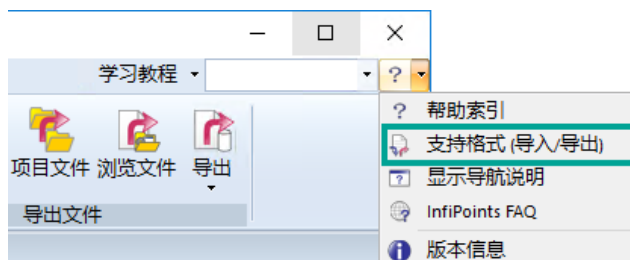 学习教程
?
? 帮助索引
支持格式 (导入/导出)
显示导航说明
InfiPoints FAQ
版本信息
项目文件 浏览文件 导出
导出文件